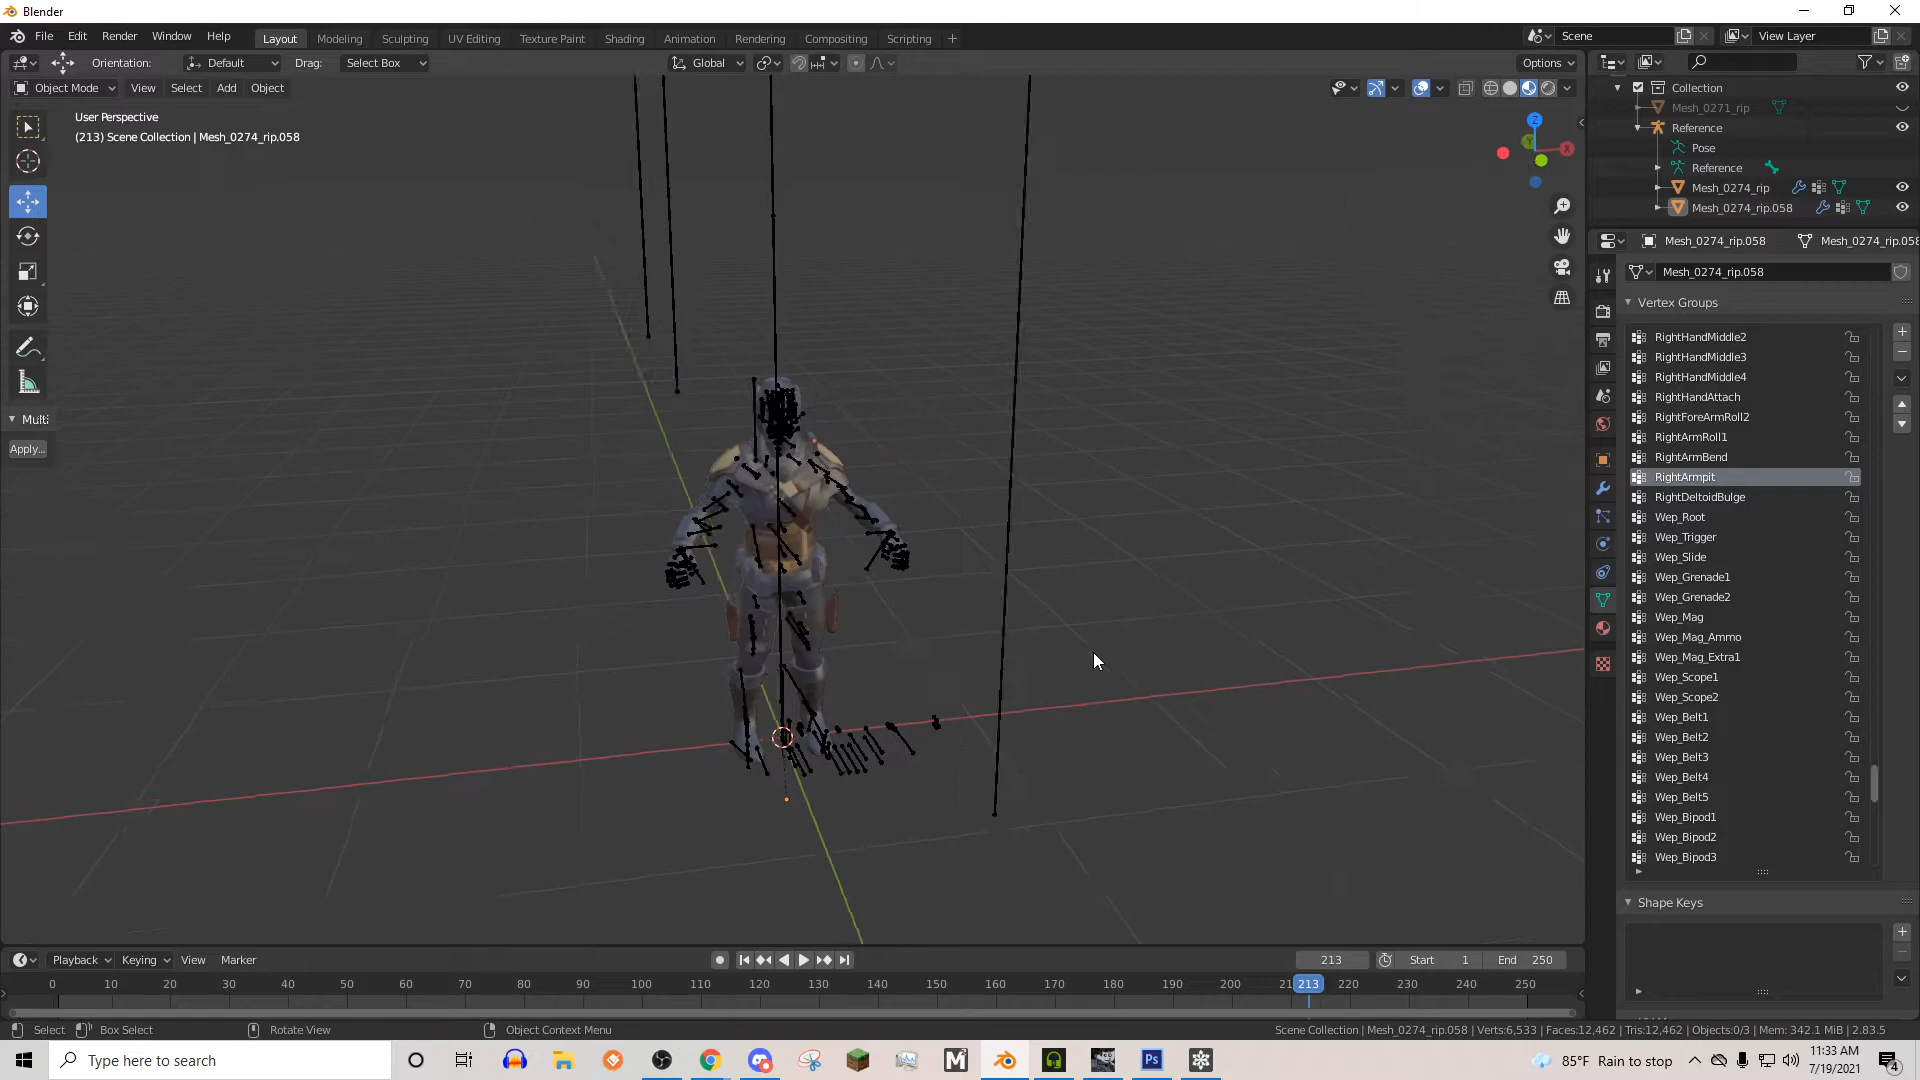 Blender
File Edit Render Window Help Layout Modeling Sculpting UV Editing Texture Paint Shading Animation Rendering Compositing Scripting + Scene View Layer
Orientation: Default Drag: Select Box Global Options
Object Mode View Select Add Object
User Perspective
(213) Scene Collection | Mesh_0274_rip.058
Z
X
Multi
Apply...
Collection
Mesh_0271_rip
Reference
Pose
Reference
Mesh_0274_rip
Mesh_0274_rip.058
Mesh_0274_rip.058 Mesh_0274_rip.058
Mesh_0274_rip.058
Vertex Groups
RightHandMiddle2
RightHandMiddle3
RightHandMiddle4
RightHandAttach
RightForeArmRoll2
RightArmRoll1
RightArmBend
RightArmpit
RightDeltoidBulge
Wep_Root
Wep_Trigger
Wep_Slide
Wep_Grenade1
Wep_Grenade2
Wep_Mag
Wep_Mag_Ammo
Wep_Mag_Extra1
Wep_Scope1
Wep_Scope2
Wep_Belt1
Wep_Belt2
Wep_Belt3
Wep_Belt4
Wep_Belt5
Wep_Bipod1
Wep_Bipod2
Wep_Bipod3
Shape Keys
Playback Keying View Marker 213 Start 1 End 250
0 10 20 30 40 50 60 70 80 90 100 110 120 130 140 150 160 170 180 190 200 21 213 220 230 240 250
Select Box Select Rotate View Object Context Menu Scene Collection | Mesh_0274_rip.058 | Verts:6,533 | Faces:12,462 | Tris:12,462 | Objects:0/3 | Mem: 342.1 MiB | 2.83.5
Type here to search 85°F Rain to stop 11:33 AM
7/19/2021 4